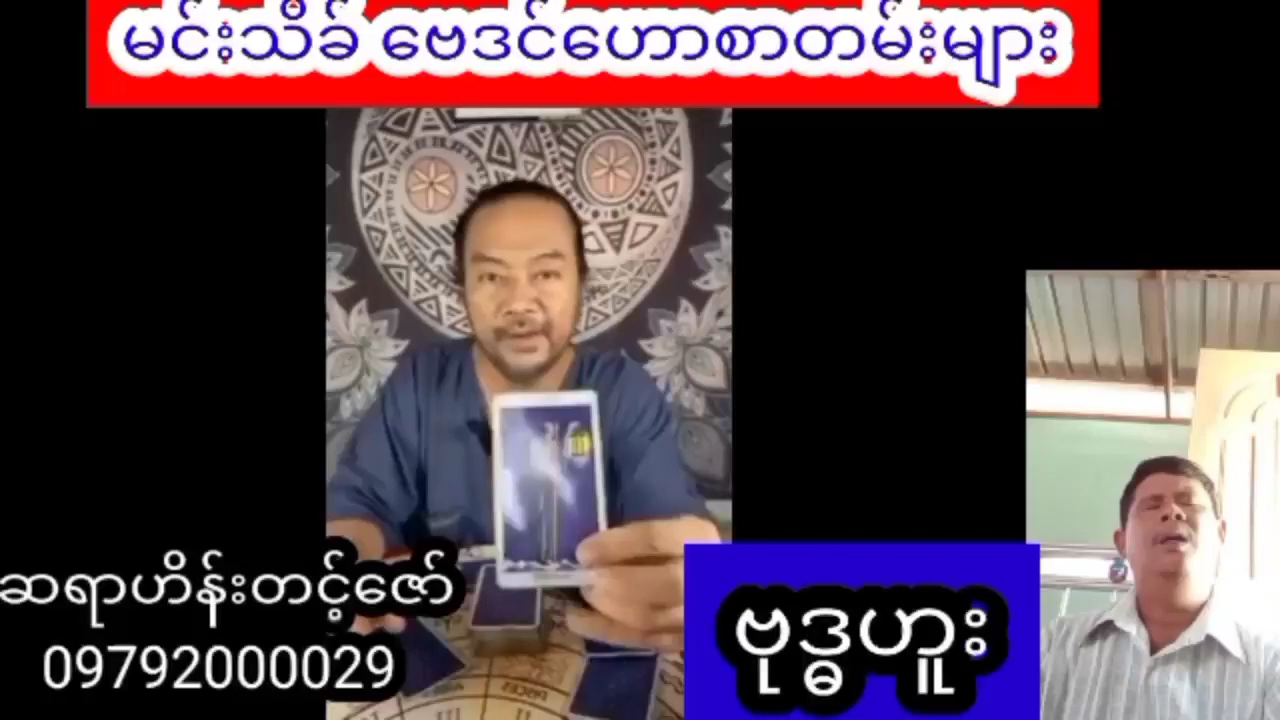 မင်းသိခ် ဗေဒင်ဟောစာတမ်းများ
ဆရာဟိန်းတင့်ဇော်
09792000029
ဗုဒ္ဓဟူး